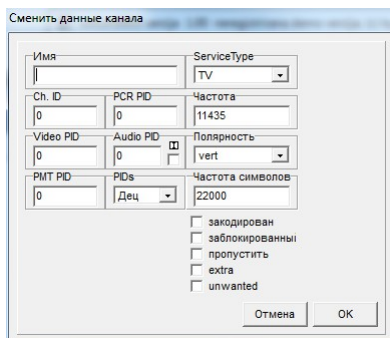 Сменить данные канала
Имя
ServiceType
TV
Ch. ID
PCR PID
Частота
0
0
11435
Video PID
Audio PID
Полярность
0
0
vert
PMT PID
PIDs
Частота символов
0
Дец
22000
закодирован
заблокированны
пропустить
extra
unwanted
Отмена
OK